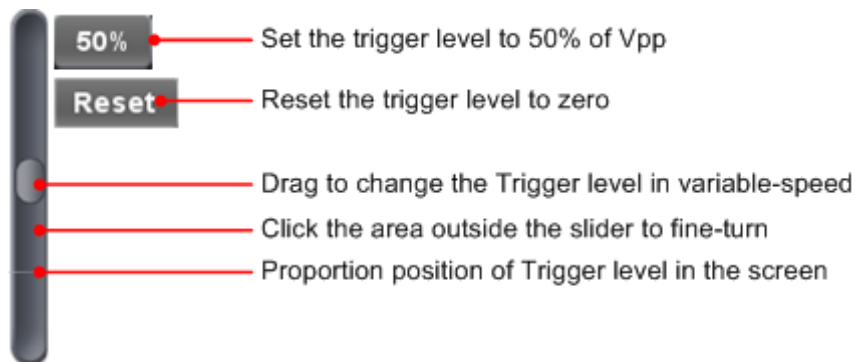 50% Set the trigger level to 50% of Vpp
Reset Reset the trigger level to zero
Drag to change the Trigger level in variable-speed
Click the area outside the slider to fine-turn
Proportion position of Trigger level in the screen